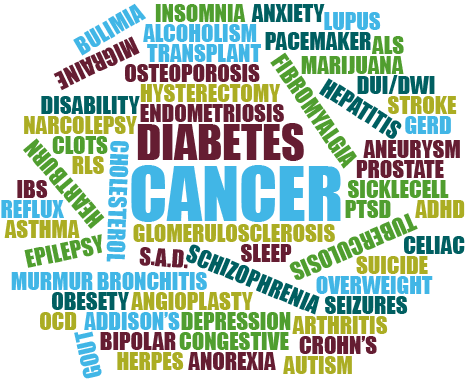 INSOMNIA
ANXIETY
BULIMIA
ALCOHOLISM
LUPUS
MIGRAINE
TRANSPLANT
PACEMAKER
ALS
OSTEOPOROSIS
FIBROMYALGIA
MARIJUANA
HYSTERECTOMY
HEPATITIS
DUI/DWI
DISABILITY
ENDOMETRIOSIS
STROKE
NARCOLEPSY
DIABETES
GERD
CLOTS
ANEURYSM
HEARTBURN
RLS
CHOLESTEROL
PROSTATE
IBS
CANCER
SICKLECELL
REFLUX
PTSD
ADHD
ASTHMA
GLOMERULOSCLEROSIS
TUBERCULOSIS
EPILEPSY
S.A.D.
SLEEP
CELIAC
SCHIZOPHRENIA
SUICIDE
MURMUR
BRONCHITIS
OVERWEIGHT
OBESETY
ANGIOPLASTY
SEIZURES
OCD
ADDISON'S
DEPRESSION
ARTHRITIS
GOUT
BIPOLAR
CONGESTIVE
CROHN’S
HERPES
ANOREXIA
AUTISM